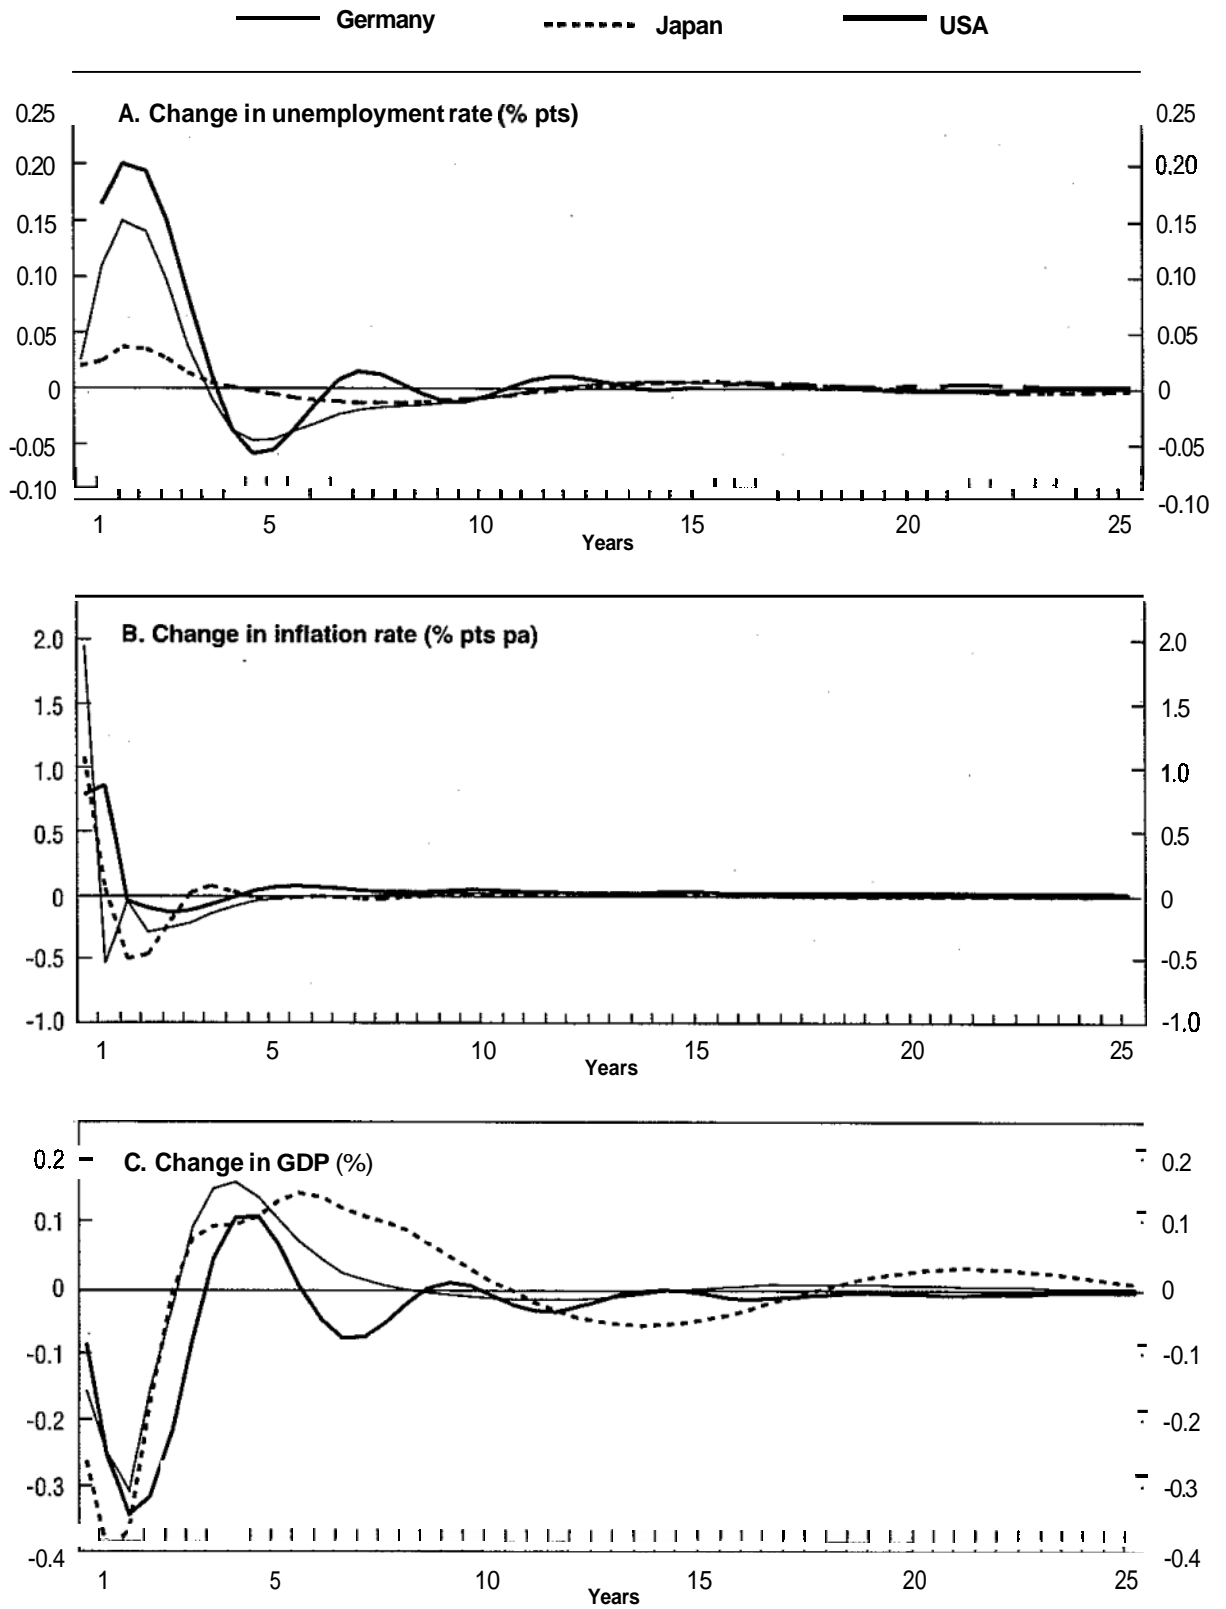 Germany Japan USA
A. Change in unemployment rate (% pts)
0.25 0.25
0.20 0.20
0.15 0.15
0.10 0.10
0.05 0.05
0 0
-0.05 -0.05
-0.10 -0.10
1 5 10 15 20 25
Years
B. Change in inflation rate (% pts pa)
2.0 2.0
1.5 1.5
1.0 1.0
0.5 0.5
0 0
-0.5 -0.5
-1.0 -1.0
1 5 10 15 20 25
Years
C. Change in GDP (%)
0.2 0.2
0.1 0.1
0 0
-0.1 -0.1
-0.2 -0.2
-0.3 -0.3
-0.4 -0.4
1 5 10 15 20 25
Years